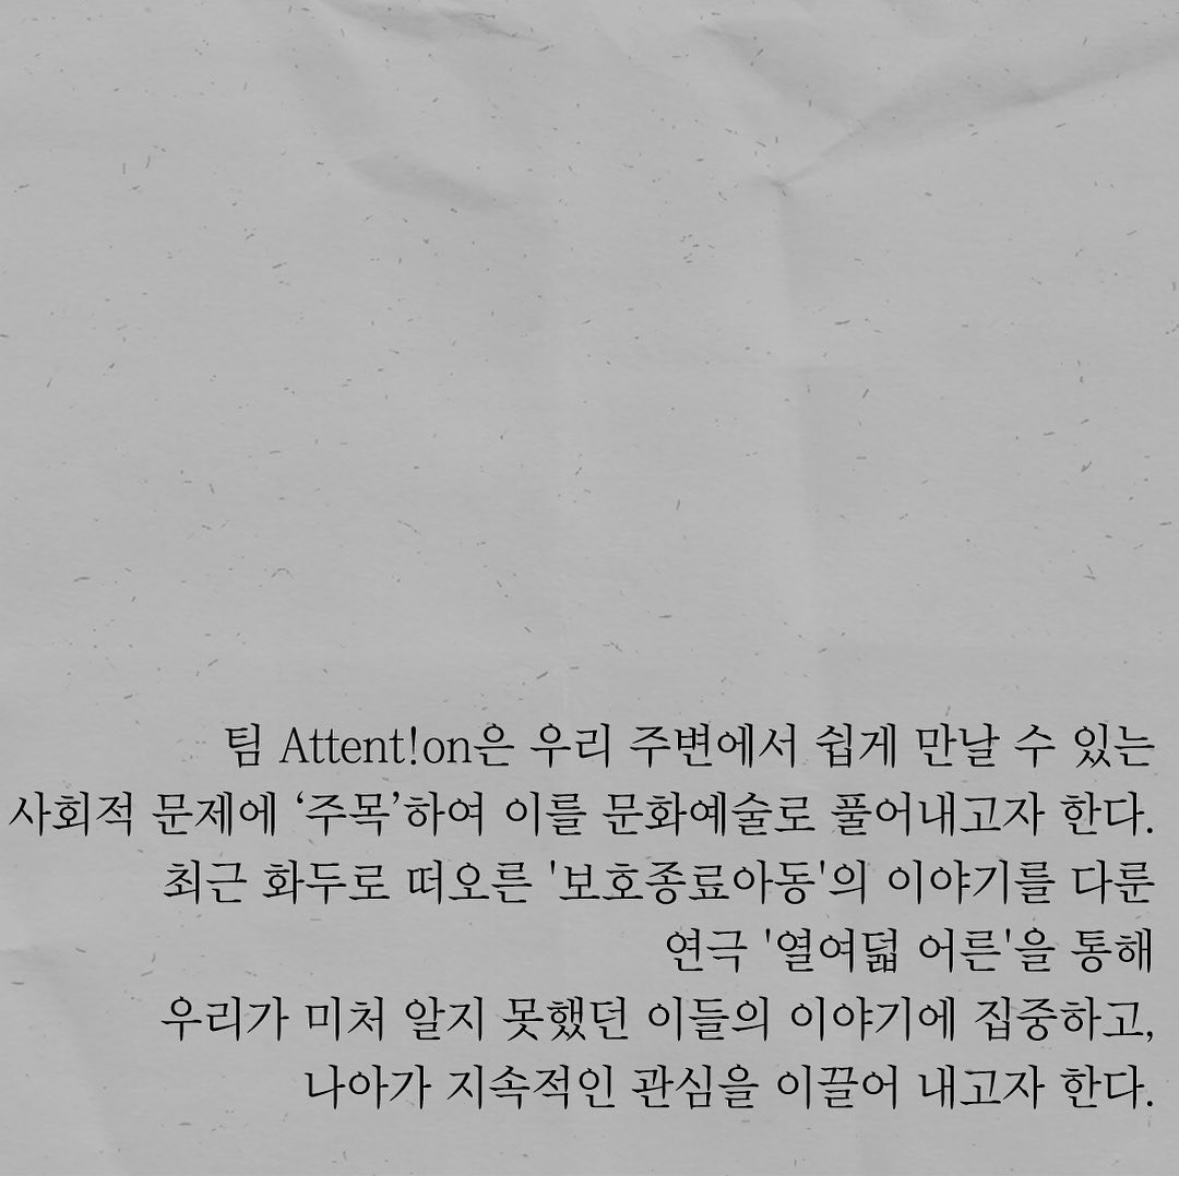 팀 Attent!on은 우리 주변에서 쉽게 만날 수 있는
사회적 문제에 ‘주목’하여 이를 문화예술로 풀어내고자 한다.
최근 화두로 떠오른 '보호종료아동'의 이야기를 다룬
연극 '열여덟 어른'을 통해
우리가 미처 알지 못했던 이들의 이야기에 집중하고,
나아가 지속적인 관심을 이끌어 내고자 한다.